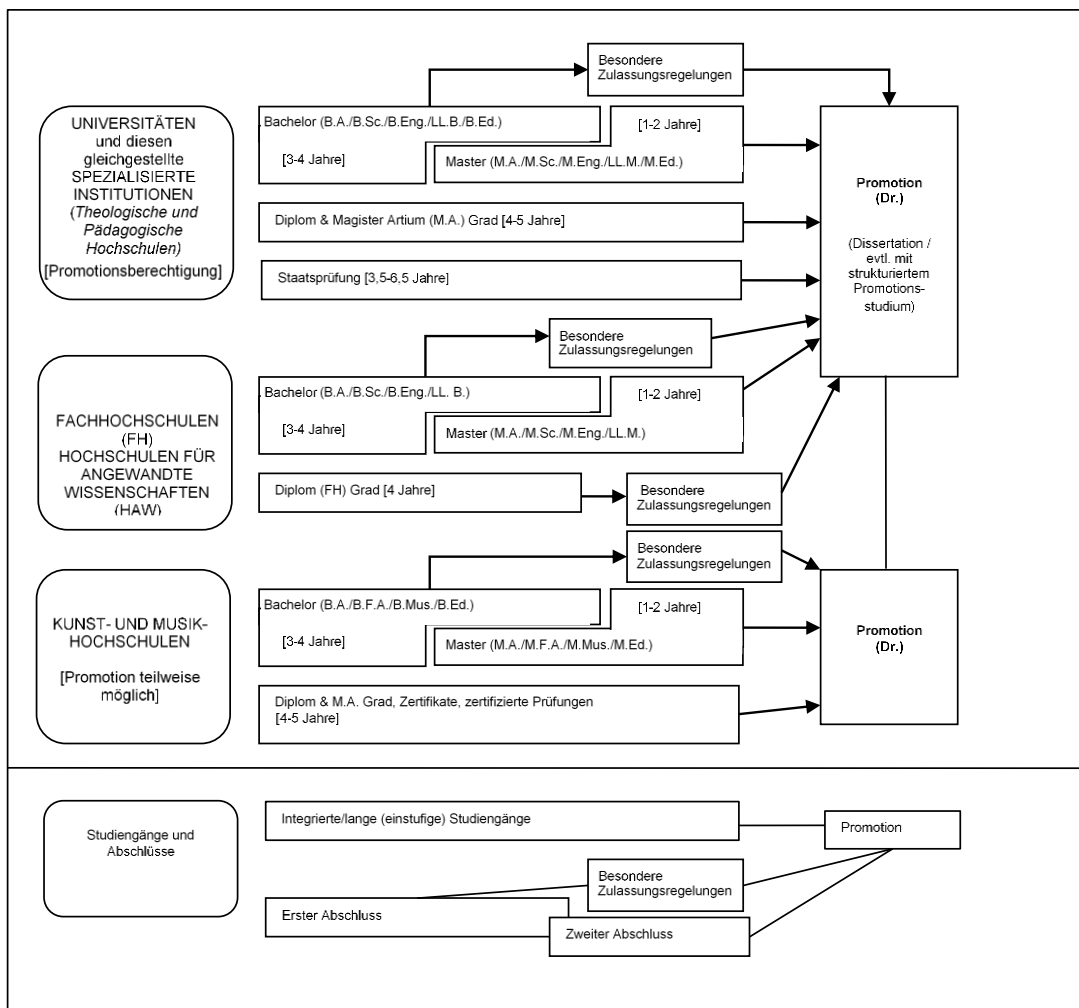 Besondere
Zulassungsregelungen
UNIVERSITÄTEN
und diesen
gleichgestellte
SPEZIALISIERTE
INSTITUTIONEN
(Theologische und
Pädagogische
Hochschulen)
[Promotionsberechtigung]
Bachelor (B.A./B.Sc./B.Eng./LL.B./B.Ed.)
[3-4 Jahre]
[1-2 Jahre]
Master (M.A./M.Sc./M.Eng./LL.M./M.Ed.)
Diplom & Magister Artium (M.A.) Grad [4-5 Jahre]
Staatsprüfung [3,5-6,5 Jahre]
Promotion
(Dr.)
(Dissertation /
evtl. mit
strukturiertem
Promotions-
studium)
Besondere
Zulassungsregelungen
FACHHOCHSCHULEN
(FH)
HOCHSCHULEN FÜR
ANGEWANDTE
WISSENSCHAFTEN
(HAW)
Bachelor (B.A./B.Sc./B.Eng./LL. B.)
[3-4 Jahre]
[1-2 Jahre]
Master (M.A./M.Sc./M.Eng./LL.M.)
Diplom (FH) Grad [4 Jahre]
Besondere
Zulassungsregelungen
Besondere
Zulassungsregelungen
KUNST- UND MUSIK-
HOCHSCHULEN
[Promotion teilweise
möglich]
Bachelor (B.A./B.F.A./B.Mus./B.Ed.)
[3-4 Jahre]
[1-2 Jahre]
Master (M.A./M.F.A./M.Mus./M.Ed.)
Diplom & M.A. Grad, Zertifikate, zertifizierte Prüfungen
[4-5 Jahre]
Promotion
(Dr.)
Studiengänge und
Abschlüsse
Integrierte/lange (einstufige) Studiengänge
Promotion
Besondere
Zulassungsregelungen
Erster Abschluss
Zweiter Abschluss